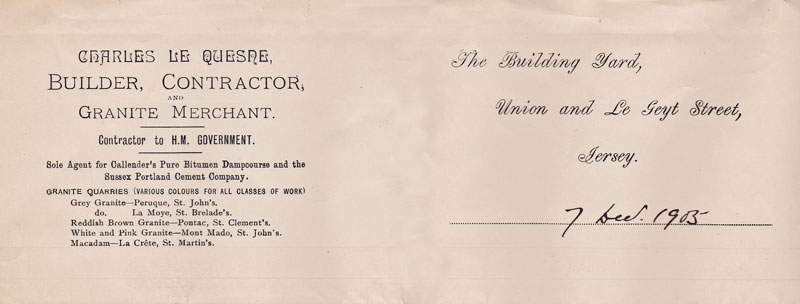 CHARLES LE QUESNE,
BUILDER, CONTRACTOR,
AND
GRANITE MERCHANT.
Contractor to H.M. GOVERNMENT.
Sole Agent for Callender's Pure Bitumen Dampcourse and the
Sussex Portland Cement Company.
GRANITE QUARRIES (VARIOUS COLOURS FOR ALL CLASSES OF WORK)
Grey Granite—Peruque, St. John's.
do. La Moye, St. Brelade's.
Reddish Brown Granite—Pontac, St. Clement's.
White and Pink Granite—Mont Mado, St. John's.
Macadam—La Crête, St. Martin's.
The Building Yard,
Union and Le Geyt Street,
Jersey.
7 Dec. 1905